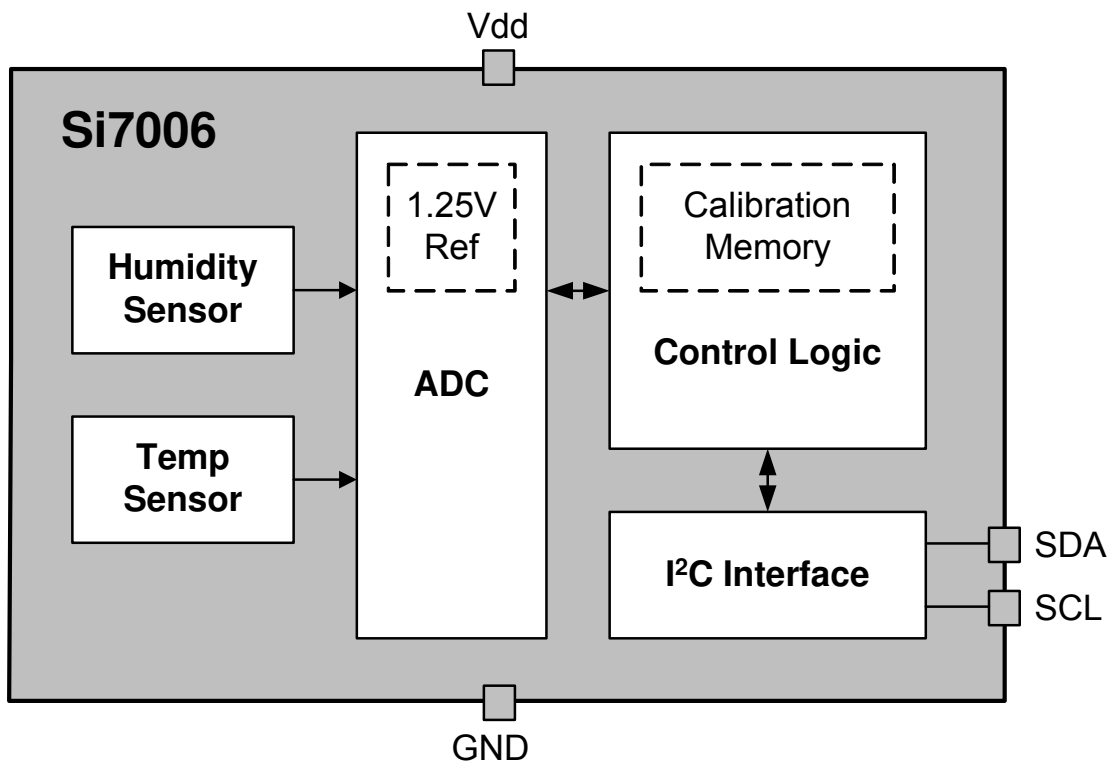 Vdd
Si7006
1.25V
Ref
Calibration
Memory
Humidity
Sensor
Control Logic
ADC
Temp
Sensor
I²C Interface
SDA
SCL
GND